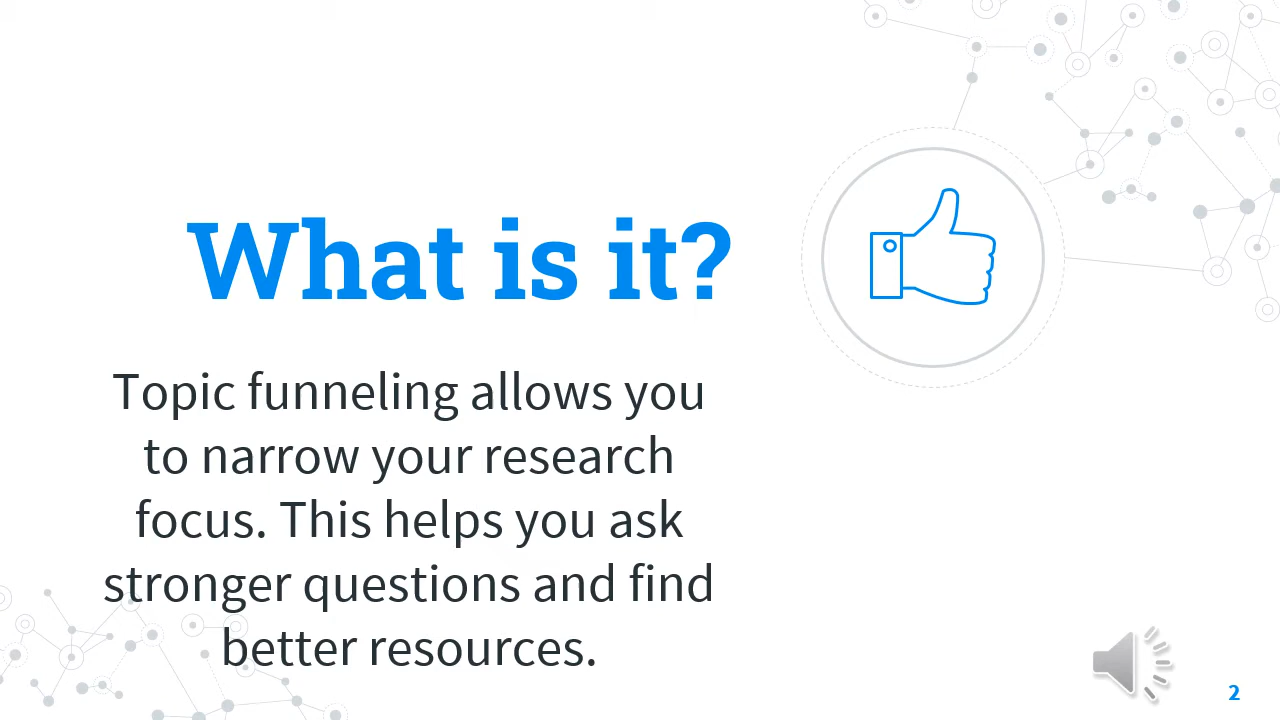 What is it?
Topic funneling allows you
to narrow your research
focus. This helps you ask
stronger questions and find
better resources.
2